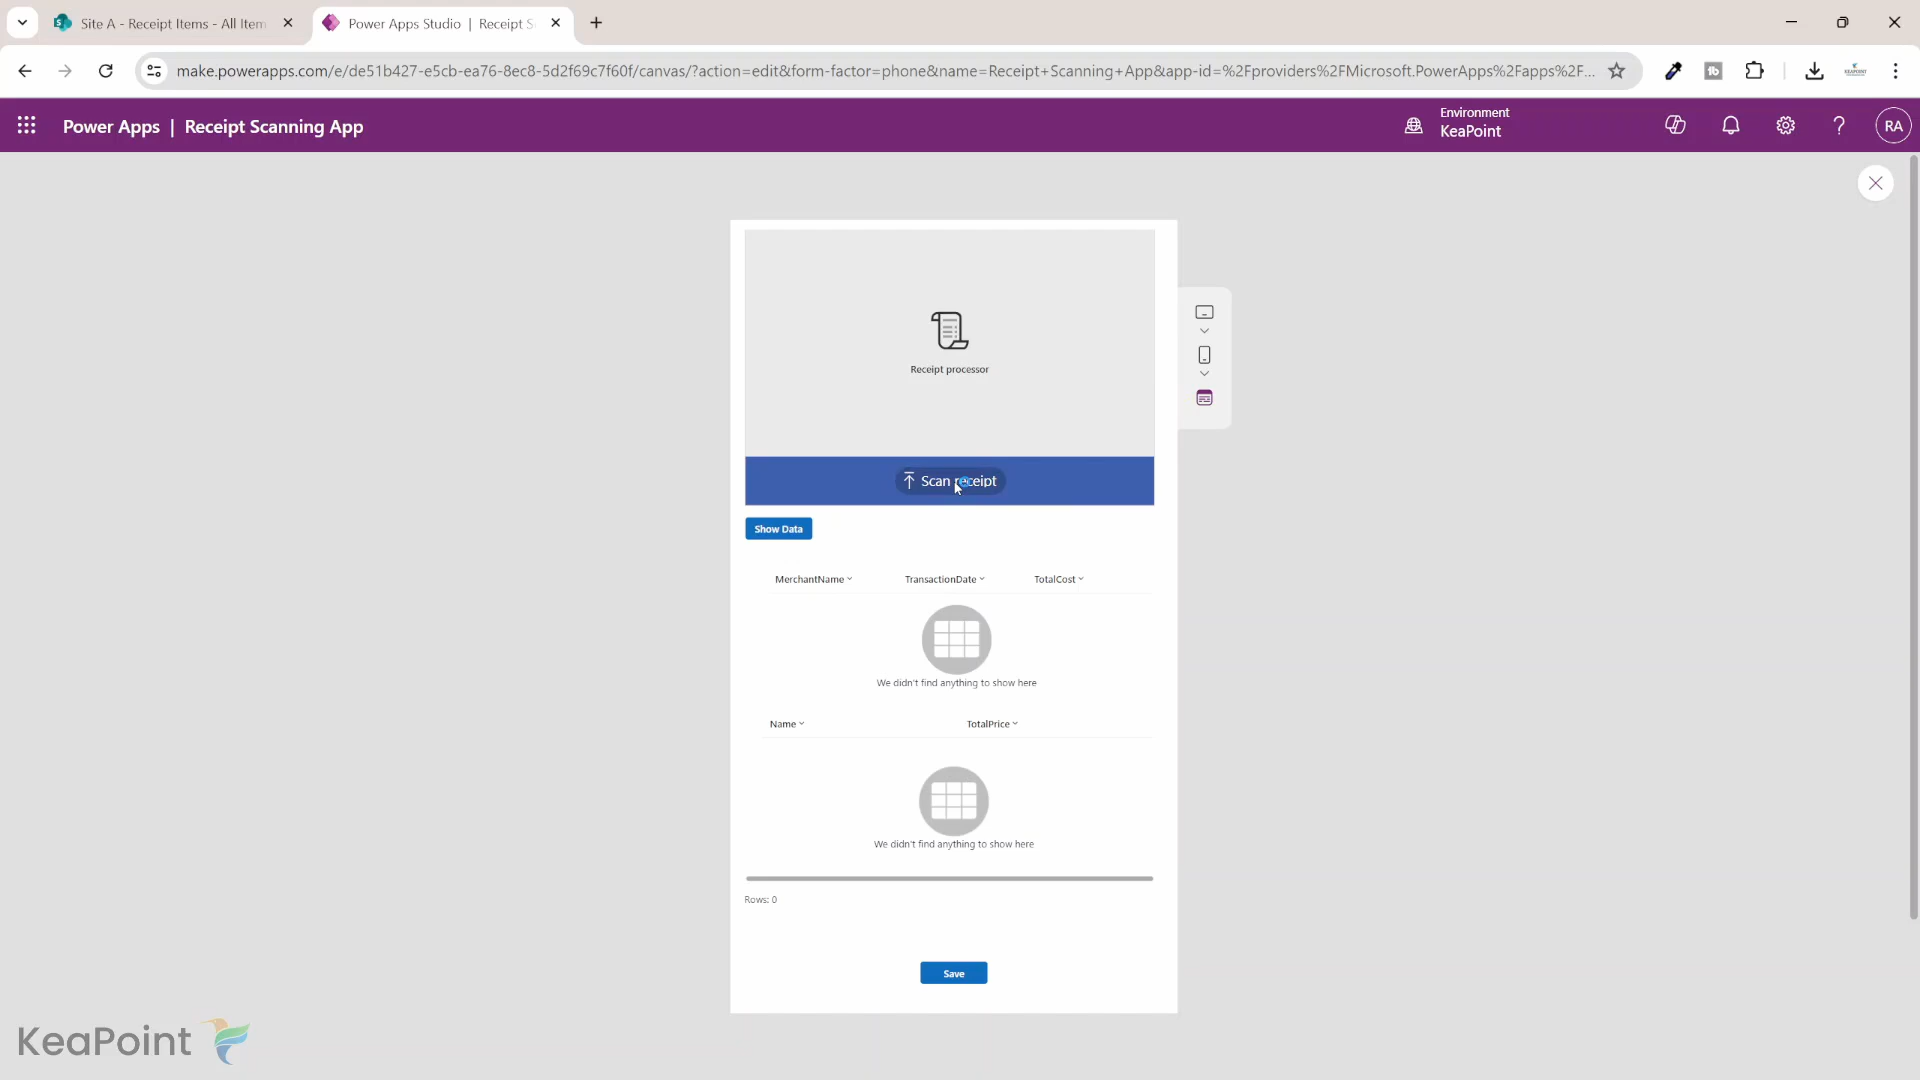 Site A - Receipt Items - All Item
Power Apps Studio | Receipt S
make.powerapps.com/e/de51b427-e5cb-ea76-8ec8-5d2f69c7f60f/canvas/?action=edit&form-factor=phone&name=Receipt+Scanning+App&app-id=%2Fproviders%2FMicrosoft.PowerApps%2Fapps%2F...
Power Apps | Receipt Scanning App
Environment
KeaPoint
RA
Receipt processor
Scan receipt
Show Data
MerchantName TransactionDate TotalCost
We didn't find anything to show here
Name TotalPrice
We didn't find anything to show here
Rows: 0
Save
KeaPoint